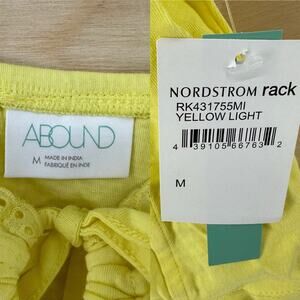 ABOUND
M MADE IN INDIA
FABRIQUÉ EN INDE
NORDSTROM rack
RK431755MI
YELLOW LIGHT
4 39105 66763 2
M